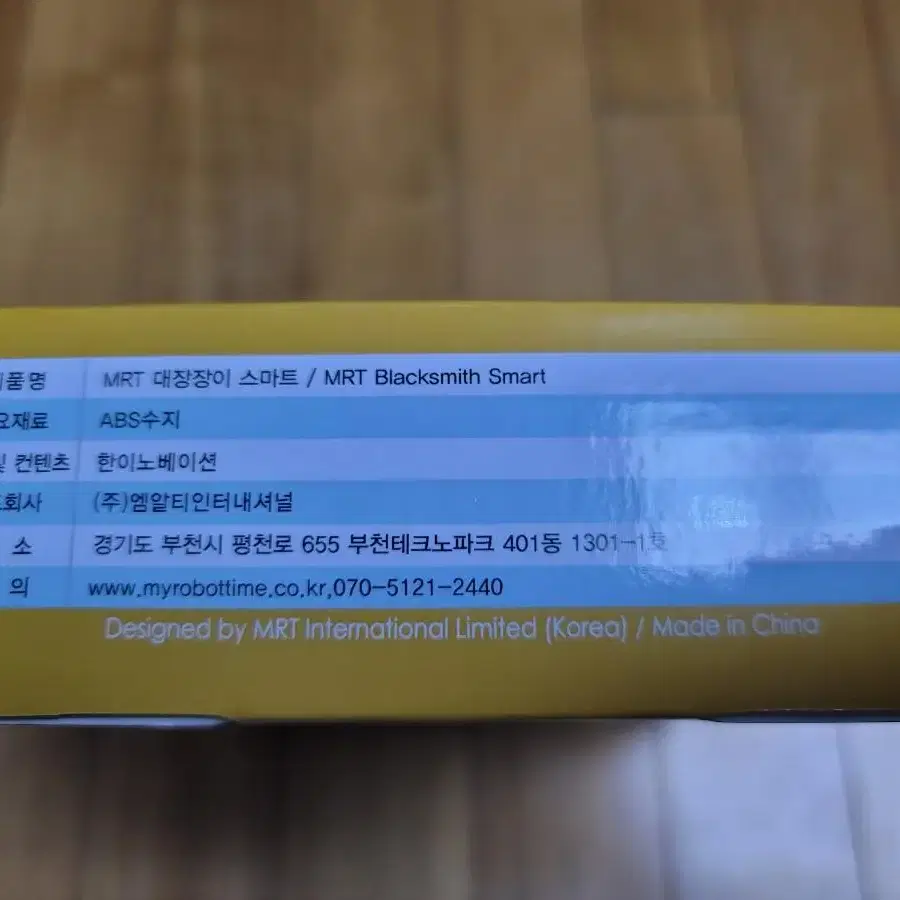 품명 MRT 대장장이 스마트 / MRT Blacksmith Smart
요재료 ABS수지
및 컨텐츠 한이노베이션
회사 (주)엠알티인터내셔널
소 경기도 부천시 평천로 655 부천테크노파크 401동 1301-1호
의 www.myrobottime.co.kr,070-5121-2440
Designed by MRT International Limited (Korea) / Made in China